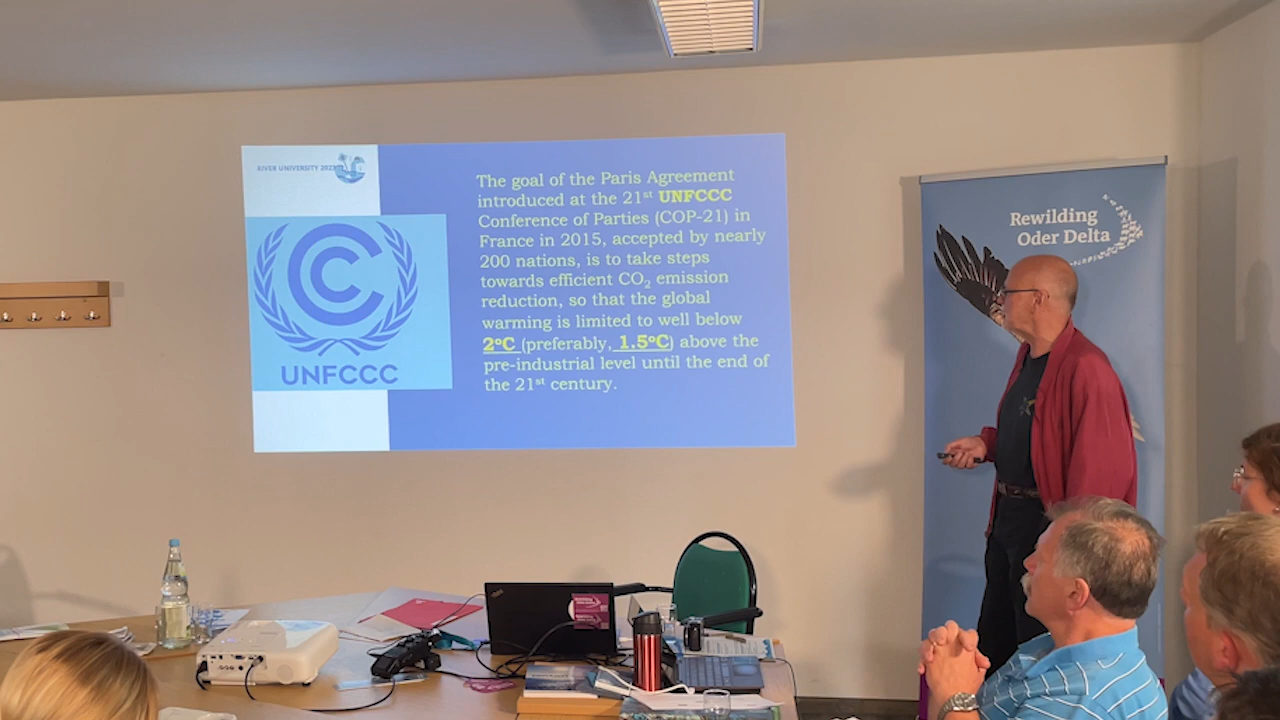 RIVER UNIVERSITY 2023
UNFCCC
The goal of the Paris Agreement
introduced at the 21st UNFCCC
Conference of Parties (COP-21) in
France in 2015, accepted by nearly
200 nations, is to take steps
towards efficient CO₂ emission
reduction, so that the global
warming is limited to well below
2ºC (preferably, 1.5ºC) above the
pre-industrial level until the end of
the 21st century.
Rewilding
Oder Delta